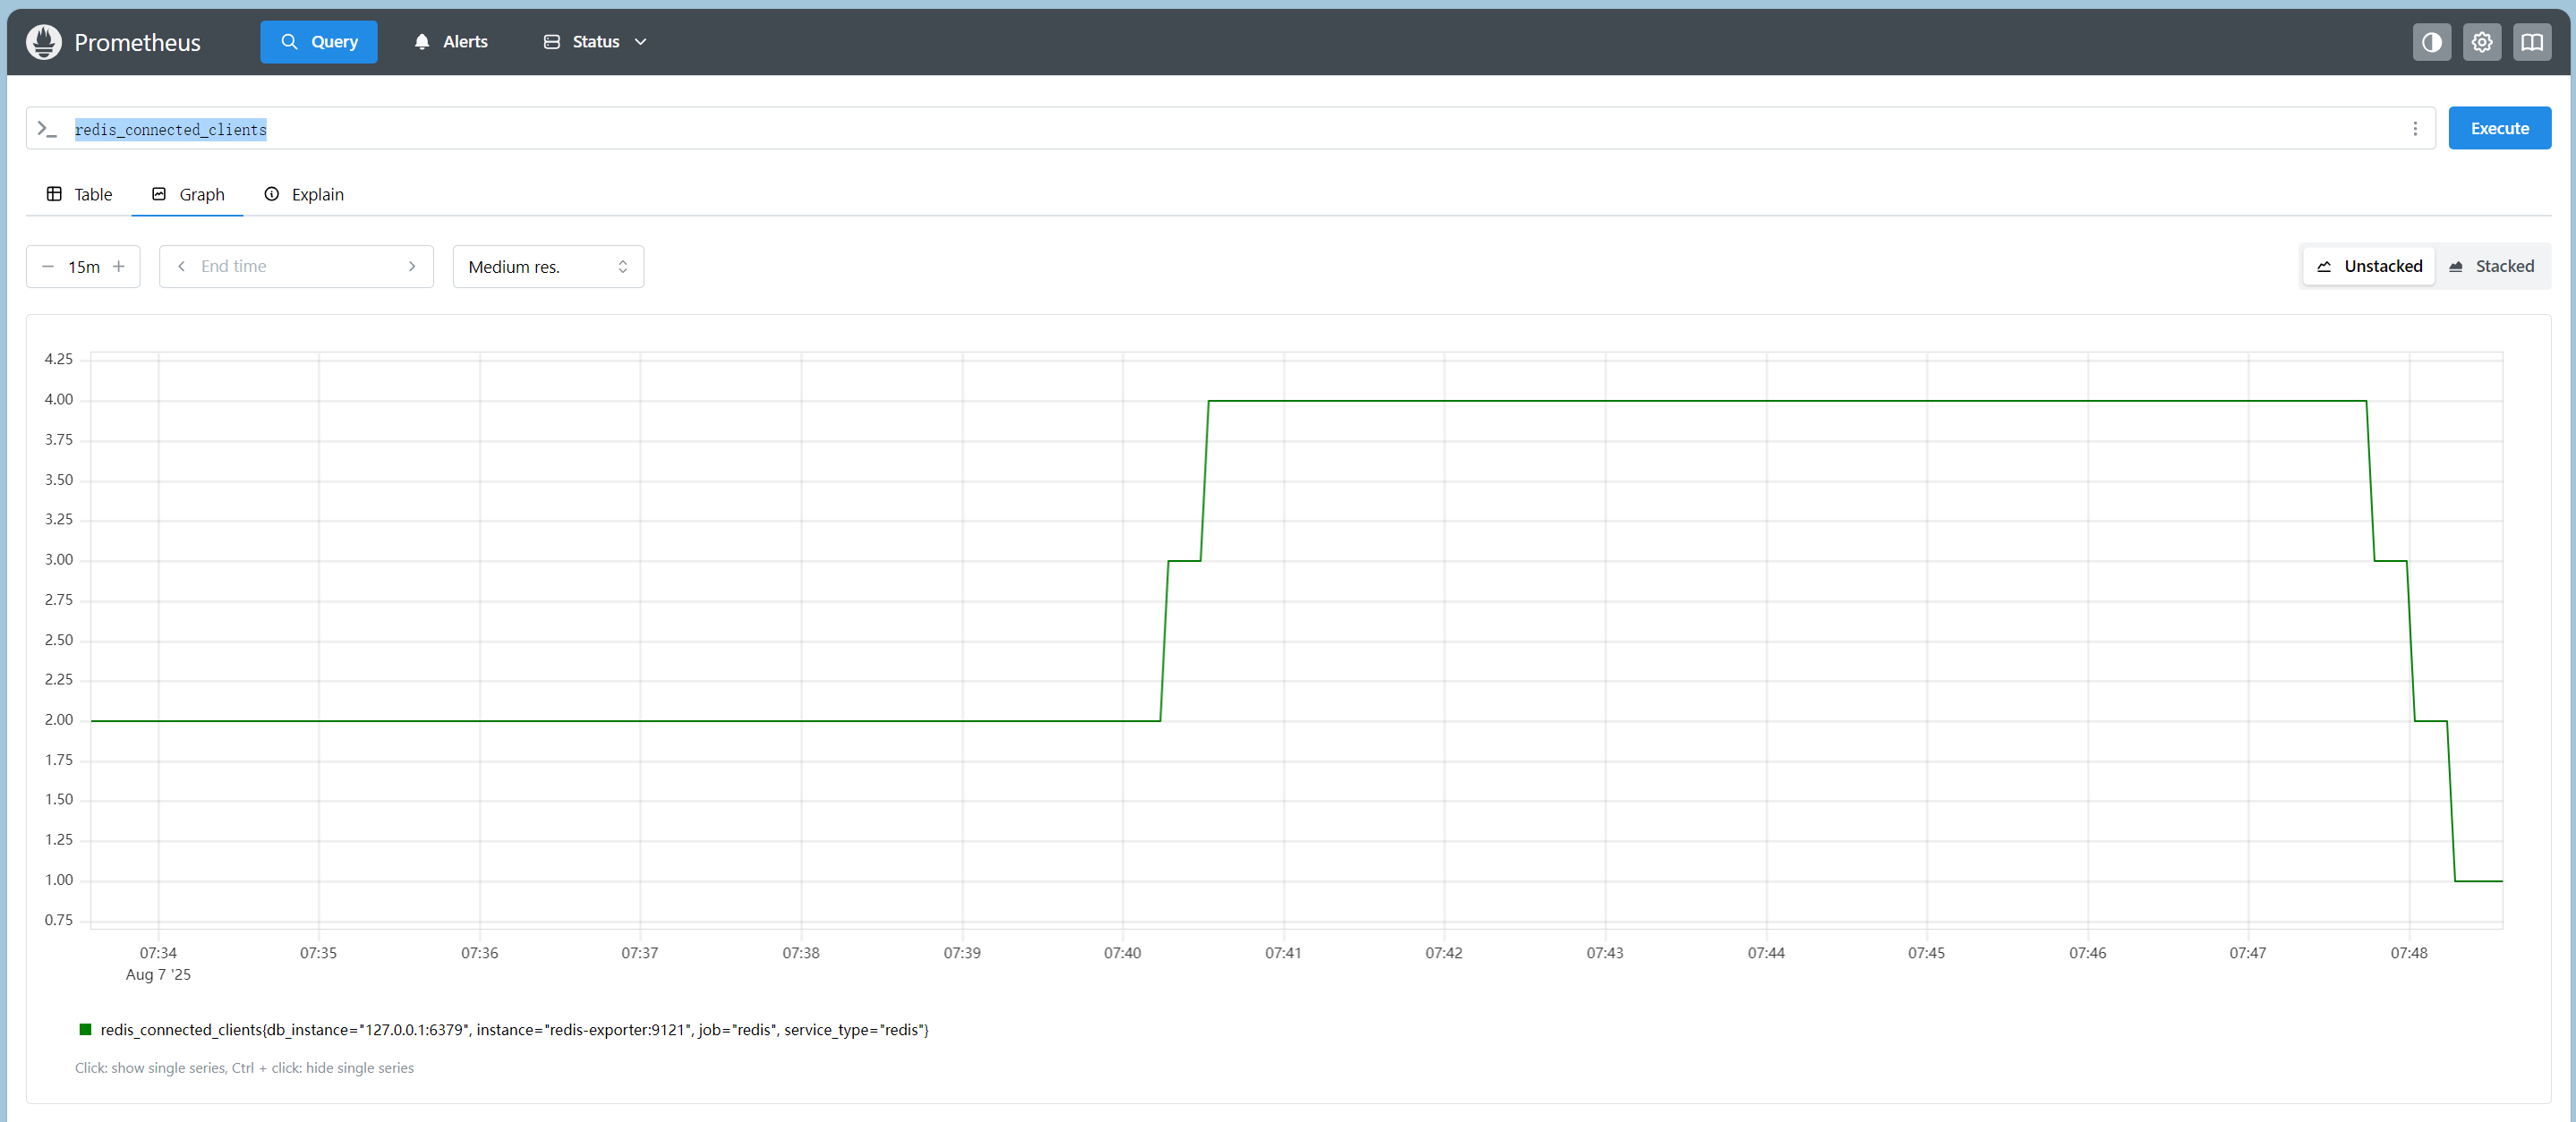 Prometheus Query Alerts Status
redis_connected_clients Execute
Table Graph Explain
15m End time Medium res. Unstacked Stacked
4.25
4.00
3.75
3.50
3.25
3.00
2.75
2.50
2.25
2.00
1.75
1.50
1.25
1.00
0.75
07:34 07:35 07:36 07:37 07:38 07:39 07:40 07:41 07:42 07:43 07:44 07:45 07:46 07:47 07:48
Aug 7 '25
redis_connected_clients{db_instance="127.0.0.1:6379", instance="redis-exporter:9121", job="redis", service_type="redis"}
Click: show single series, Ctrl + click: hide single series